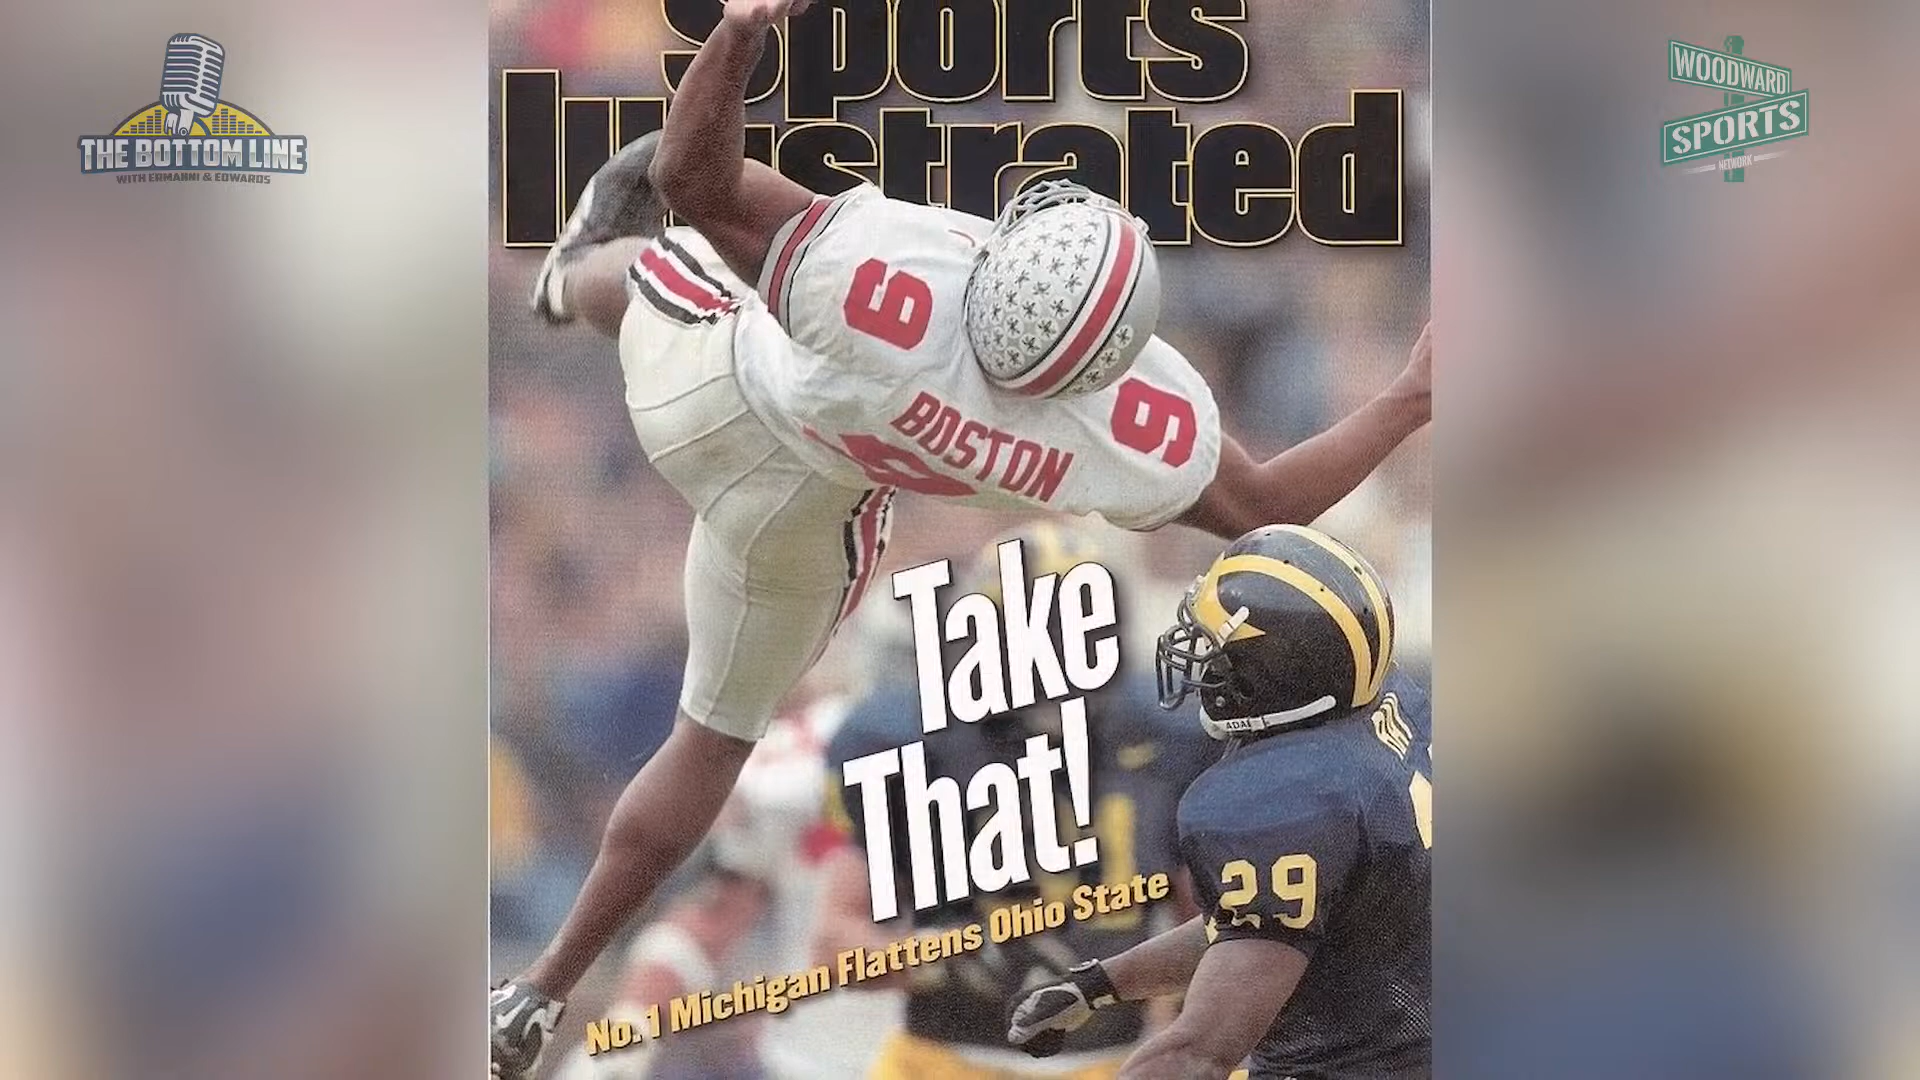 Sports
Illustrated
THE BOTTOM LINE
WITH ERMANNI & EDWARDS
WOODWARD
SPORTS
NETWORK
9
9
BOSTON
Take
That!
ADAMS
29
No. 1 Michigan Flattens Ohio State